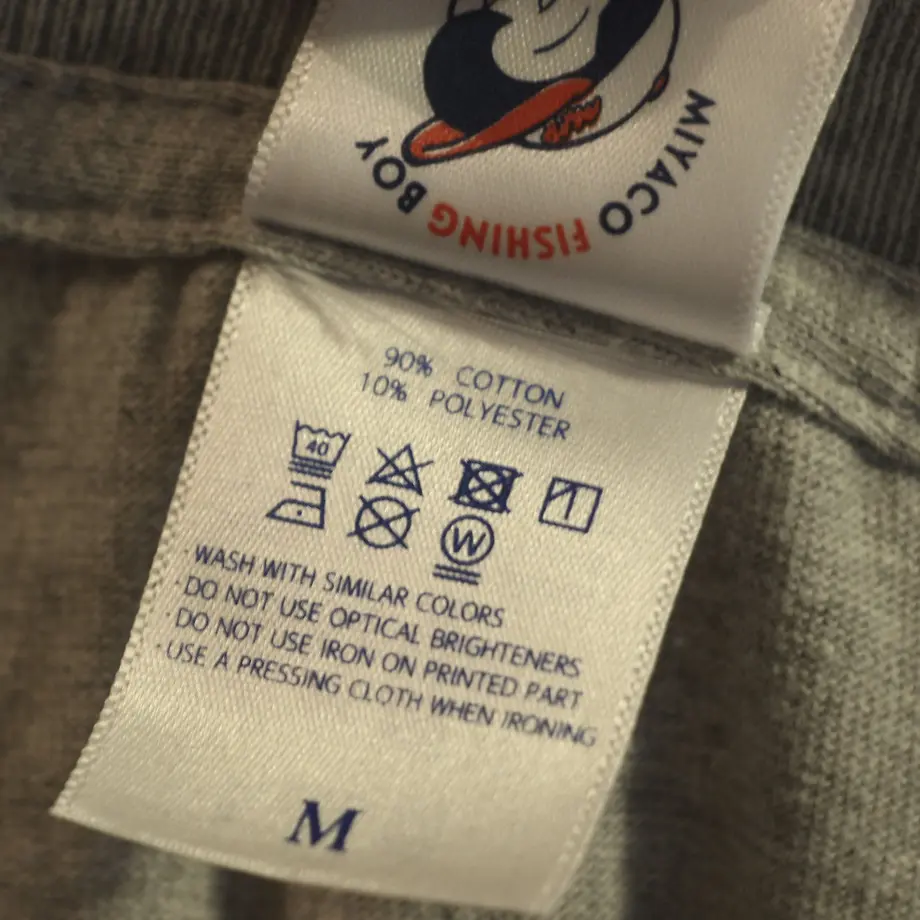 MIYACO FISHING BOY
90% COTTON
10% POLYESTER
40
W
· WASH WITH SIMILAR COLORS
· DO NOT USE OPTICAL BRIGHTENERS
· DO NOT USE IRON ON PRINTED PART
· USE A PRESSING CLOTH WHEN IRONING
M